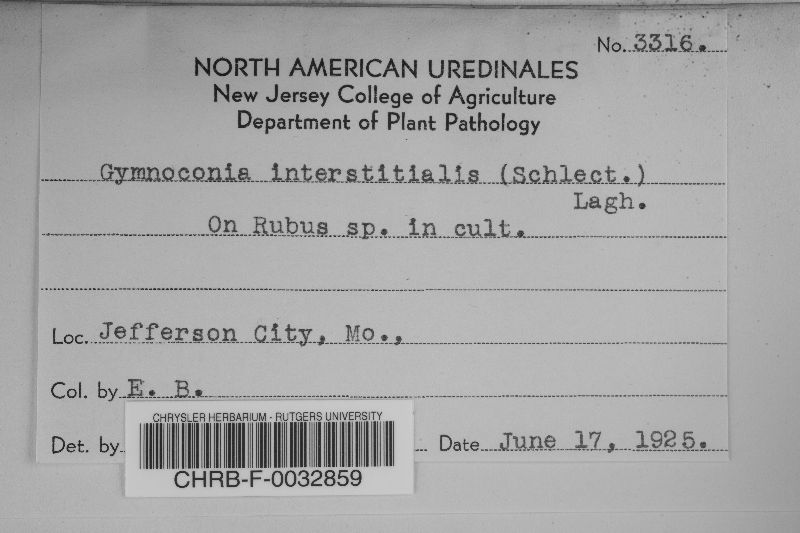 No. 3316.
NORTH AMERICAN UREDINALES
New Jersey College of Agriculture
Department of Plant Pathology
Gymnoconia interstitialis (Schlect.)
Lagh.
On Rubus sp. in cult.
Loc. Jefferson City, Mo.,
Col. by E. B.
Det. by
Date June 17, 1925.
CHRYSLER HERBARIUM - RUTGERS UNIVERSITY
CHRB-F-0032859